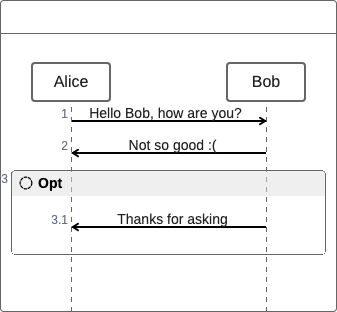 Alice
Bob
1 Hello Bob, how are you?
2 Not so good :(
3 Opt
3.1 Thanks for asking